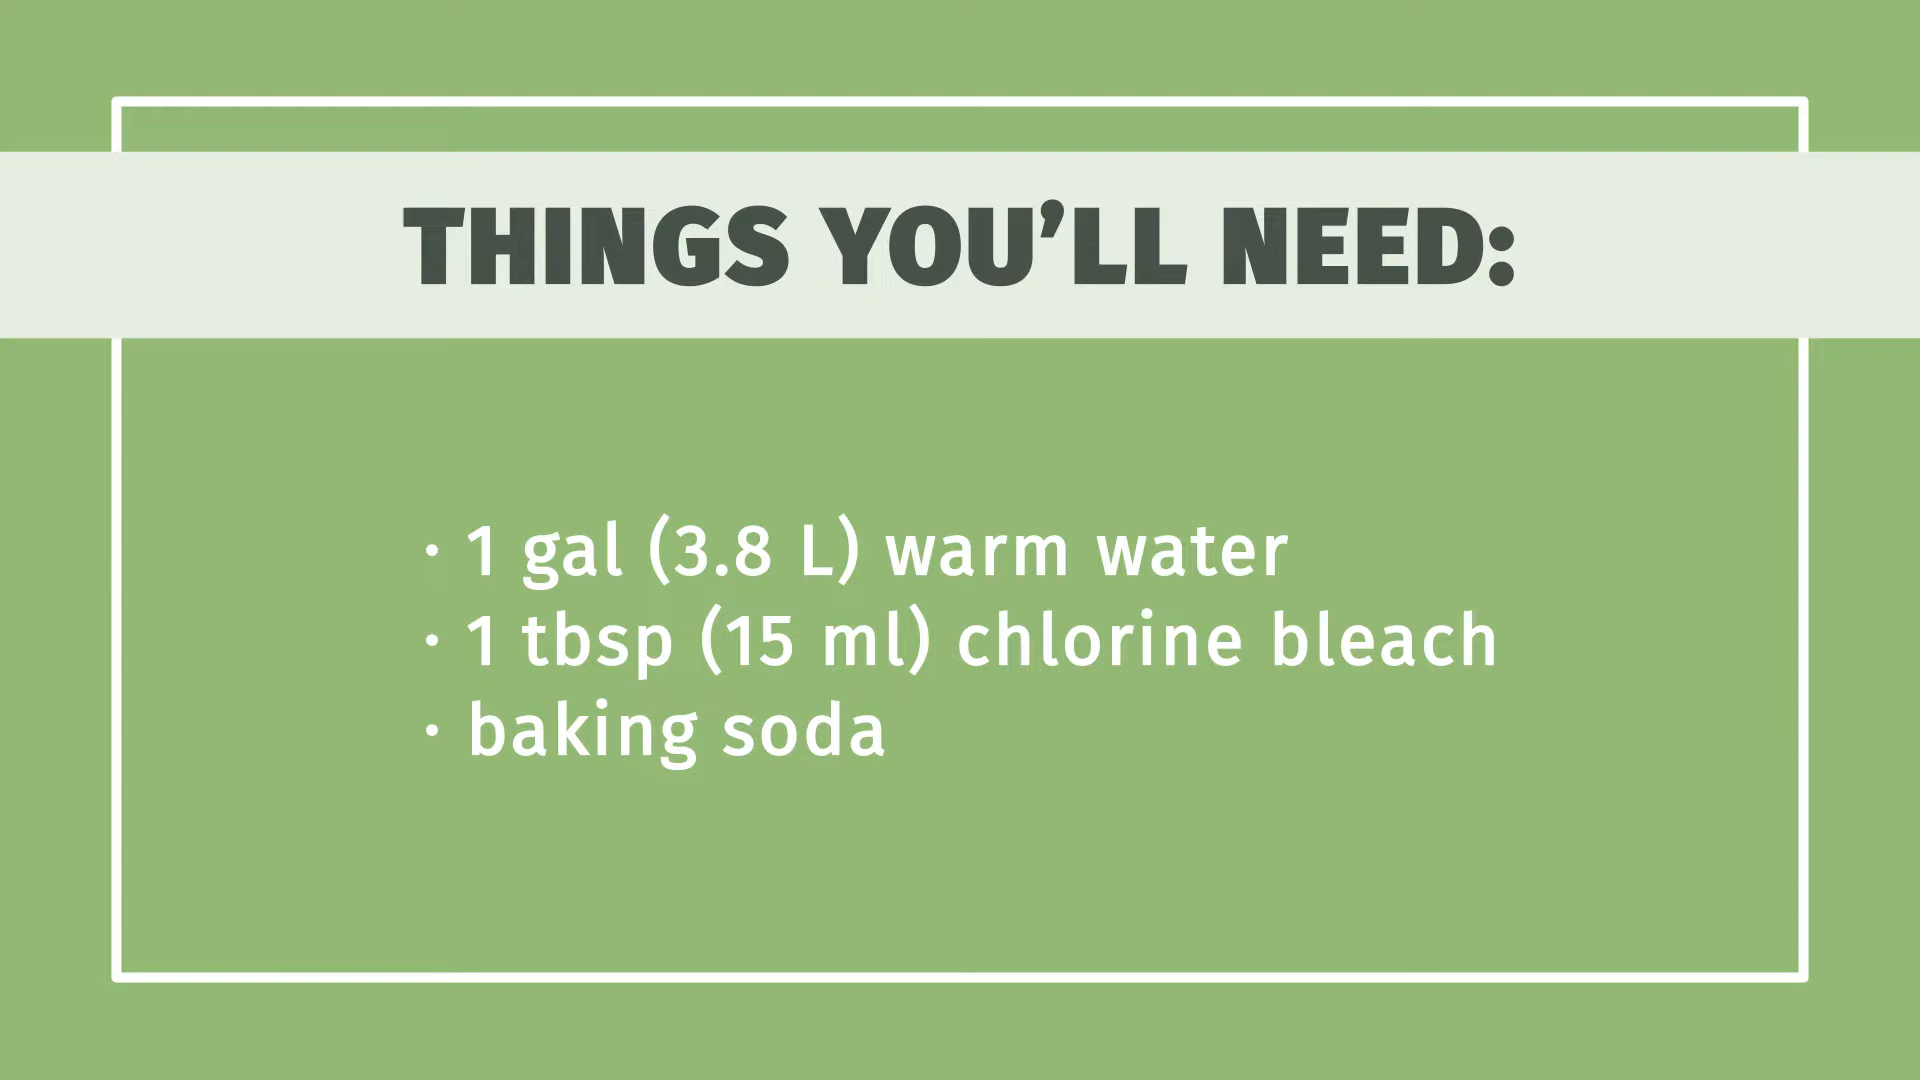 THINGS YOU’LL NEED:
· 1 gal (3.8 L) warm water
· 1 tbsp (15 ml) chlorine bleach
· baking soda